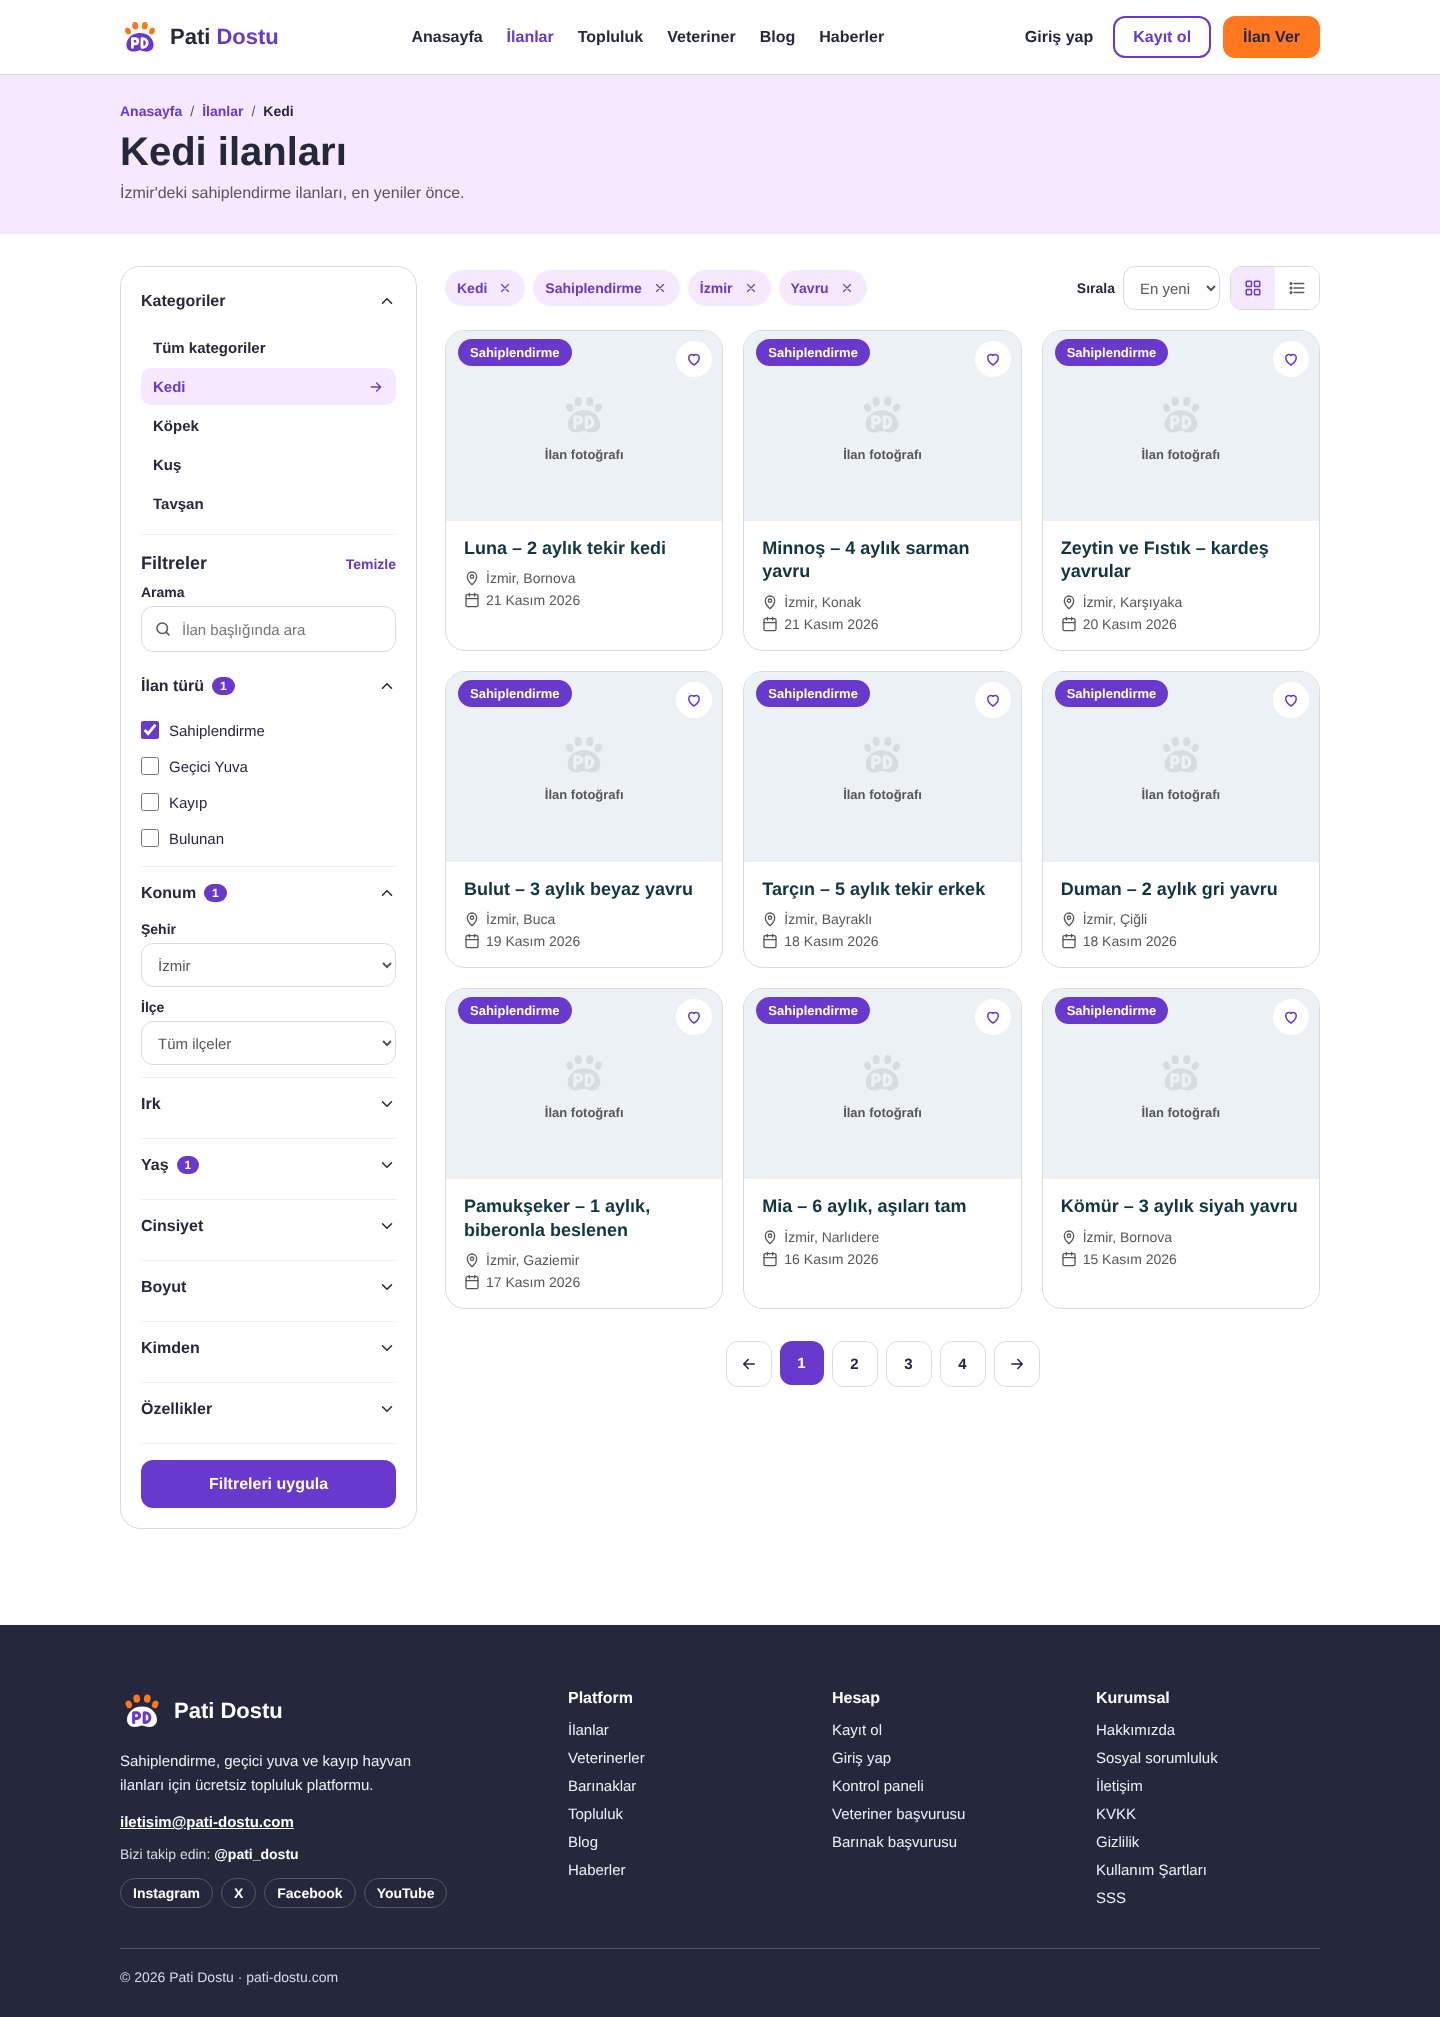 PD Pati Dostu
Anasayfa İlanlar Topluluk Veteriner Blog Haberler
Giriş yap Kayıt ol İlan Ver
Anasayfa / İlanlar / Kedi
Kedi ilanları
İzmir'deki sahiplendirme ilanları, en yeniler önce.
Kategoriler
Tüm kategoriler
Kedi
Köpek
Kuş
Tavşan
Filtreler Temizle
Arama
İlan başlığında ara
İlan türü 1
Sahiplendirme
Geçici Yuva
Kayıp
Bulunan
Konum 1
Şehir
İzmir
İlçe
Tüm ilçeler
Irk
Yaş 1
Cinsiyet
Boyut
Kimden
Özellikler
Filtreleri uygula
Kedi Sahiplendirme İzmir Yavru
Sırala En yeni
Sahiplendirme
PD
İlan fotoğrafı
Luna – 2 aylık tekir kedi
İzmir, Bornova
21 Kasım 2026
Sahiplendirme
PD
İlan fotoğrafı
Minnoş – 4 aylık sarman
yavru
İzmir, Konak
21 Kasım 2026
Sahiplendirme
PD
İlan fotoğrafı
Zeytin ve Fıstık – kardeş
yavrular
İzmir, Karşıyaka
20 Kasım 2026
Sahiplendirme
PD
İlan fotoğrafı
Bulut – 3 aylık beyaz yavru
İzmir, Buca
19 Kasım 2026
Sahiplendirme
PD
İlan fotoğrafı
Tarçın – 5 aylık tekir erkek
İzmir, Bayraklı
18 Kasım 2026
Sahiplendirme
PD
İlan fotoğrafı
Duman – 2 aylık gri yavru
İzmir, Çiğli
18 Kasım 2026
Sahiplendirme
PD
İlan fotoğrafı
Pamukşeker – 1 aylık,
biberonla beslenen
İzmir, Gaziemir
17 Kasım 2026
Sahiplendirme
PD
İlan fotoğrafı
Mia – 6 aylık, aşıları tam
İzmir, Narlıdere
16 Kasım 2026
Sahiplendirme
PD
İlan fotoğrafı
Kömür – 3 aylık siyah yavru
İzmir, Bornova
15 Kasım 2026
1 2 3 4
PD Pati Dostu
Sahiplendirme, geçici yuva ve kayıp hayvan
ilanları için ücretsiz topluluk platformu.
iletisim@pati-dostu.com
Bizi takip edin: @pati_dostu
Instagram X Facebook YouTube
Platform
İlanlar
Veterinerler
Barınaklar
Topluluk
Blog
Haberler
Hesap
Kayıt ol
Giriş yap
Kontrol paneli
Veteriner başvurusu
Barınak başvurusu
Kurumsal
Hakkımızda
Sosyal sorumluluk
İletişim
KVKK
Gizlilik
Kullanım Şartları
SSS
© 2026 Pati Dostu · pati-dostu.com